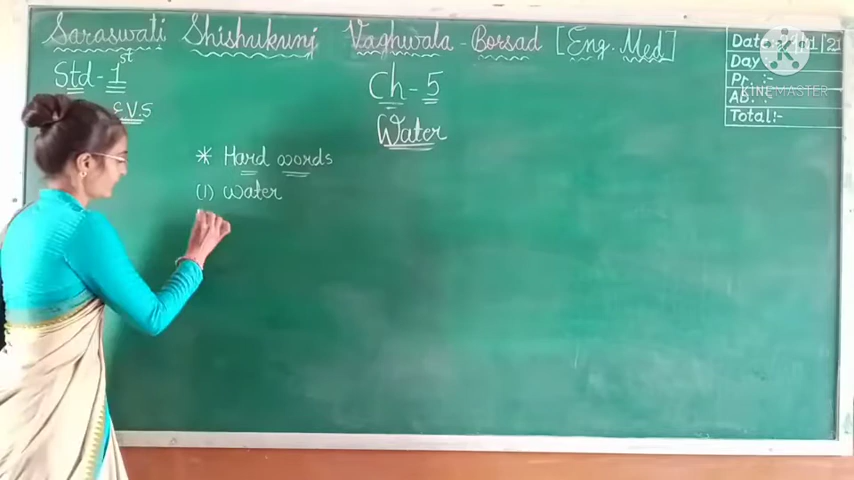 Saraswati Shishukunj Vaghwala - Borsad [Eng. Med]
Std - 1st
E.V.S
Ch - 5
Water
* Hard words
(1) water
Date:-
Day
Pr. :-
Ab. :-
Total:-
KINEMASTER